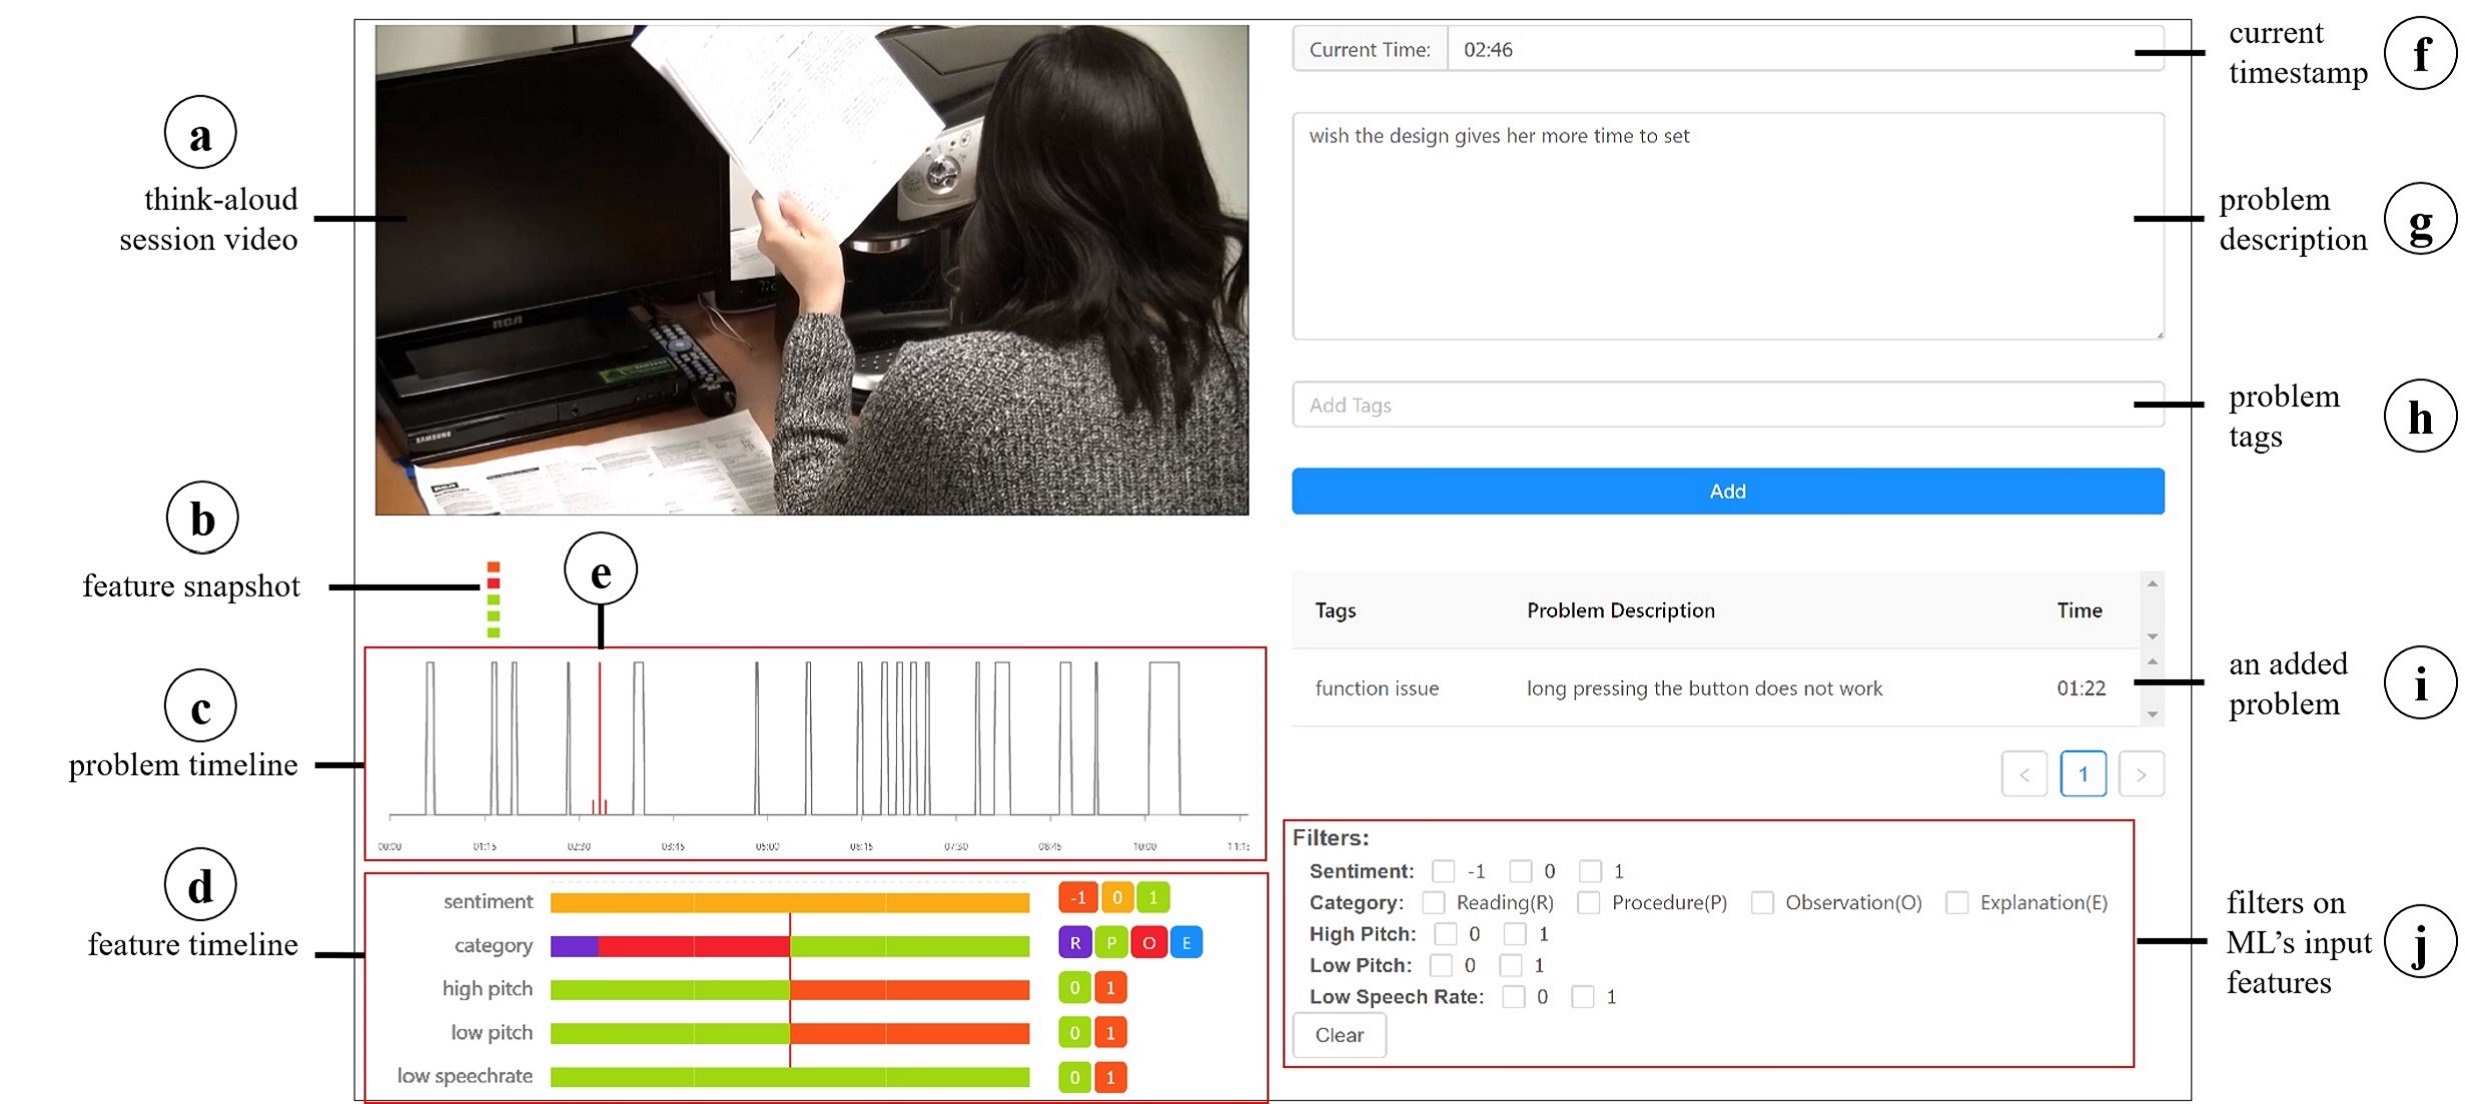 a
think-aloud
session video
RCA
SAMSUNG
b
feature snapshot
e
c
problem timeline
00:00 01:15 02:30 03:45 05:00 06:15 07:30 08:45 10:00
d
feature timeline
sentiment -1 0 1
category R P O E
high pitch 0 1
low pitch 0 1
low speechrate 0 1
Current Time: 02:46
current
timestamp
f
wish the design gives her more time to set
problem
description
g
Add Tags
problem
tags
h
Add
Tags Problem Description Time
function issue long pressing the button does not work 01:22
an added
problem
i
< 1 >
Filters:
Sentiment: -1 0 1
Category: Reading(R) Procedure(P) Observation(O) Explanation(E)
High Pitch: 0 1
Low Pitch: 0 1
Low Speech Rate: 0 1
Clear
filters on
ML's input
features
j